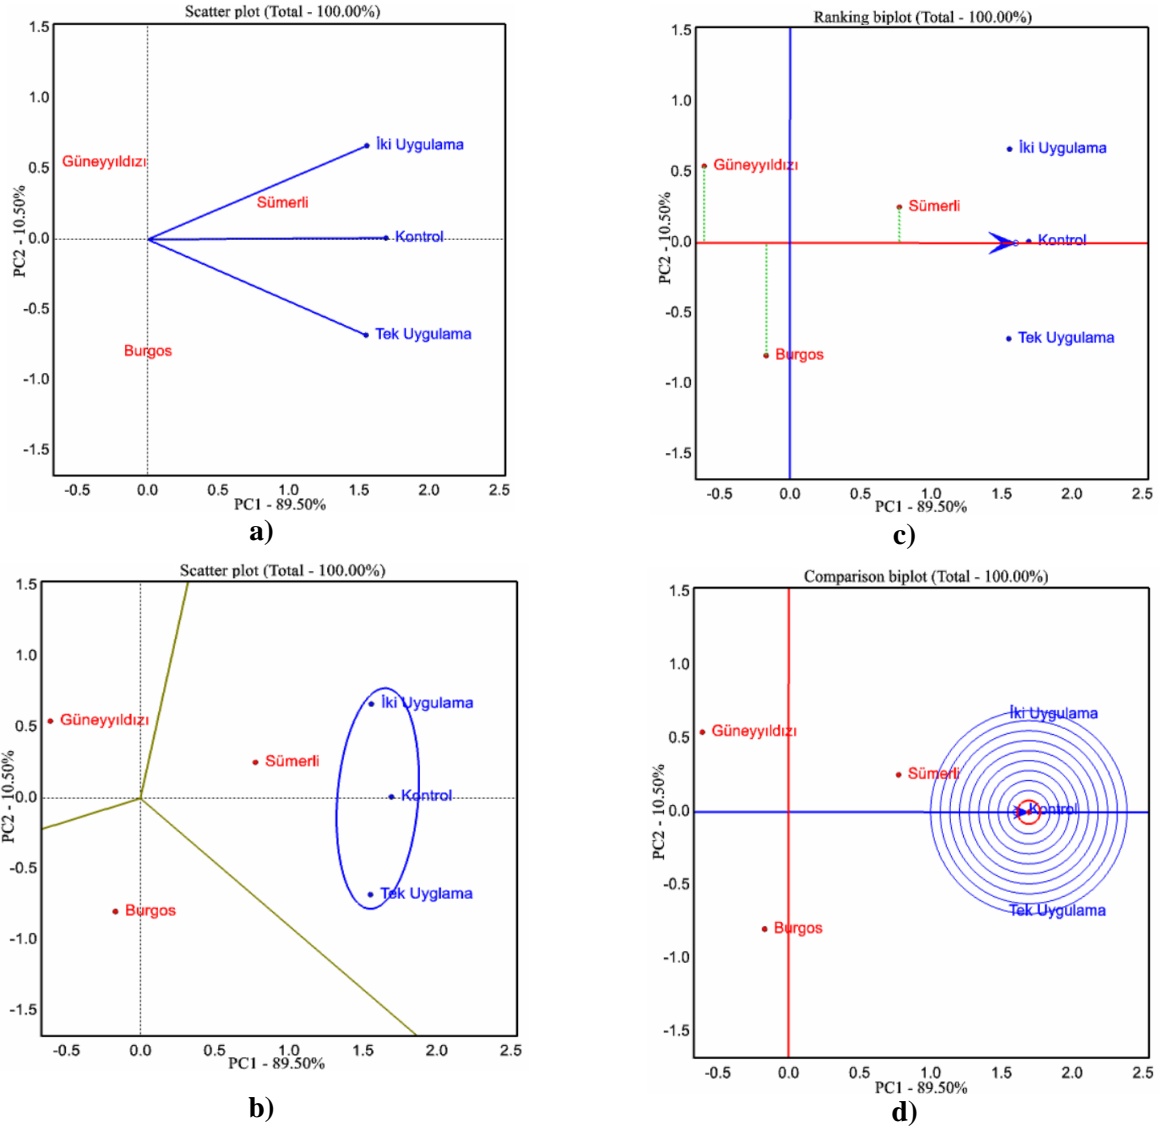 Scatter plot (Total - 100.00%)
1.5
1.0
0.5
0.0
-0.5
-1.0
-1.5
PC2 - 10.50%
İki Uygulama
Güneyyıldızı
Sümerli
Kontrol
Tek Uygulama
Burgos
-0.5 0.0 0.5 1.0 1.5 2.0 2.5
PC1 - 89.50%
a)
Ranking biplot (Total - 100.00%)
1.5
1.0
0.5
0.0
-0.5
-1.0
-1.5
PC2 - 10.50%
İki Uygulama
Güneyyıldızı
Sümerli
Kontrol
Tek Uygulama
Burgos
-0.5 0.0 0.5 1.0 1.5 2.0 2.5
PC1 - 89.50%
c)
Scatter plot (Total - 100.00%)
1.5
1.0
0.5
0.0
-0.5
-1.0
-1.5
PC2 - 10.50%
İki Uygulama
Güneyyıldızı
Sümerli
Kontrol
Tek Uyglama
Burgos
-0.5 0.0 0.5 1.0 1.5 2.0 2.5
PC1 - 89.50%
b)
Comparison biplot (Total - 100.00%)
1.5
1.0
0.5
0.0
-0.5
-1.0
-1.5
PC2 - 10.50%
İki Uygulama
Güneyyıldızı
Sümerli
Kontrol
Tek Uygulama
Burgos
-0.5 0.0 0.5 1.0 1.5 2.0 2.5
PC1 - 89.50%
d)